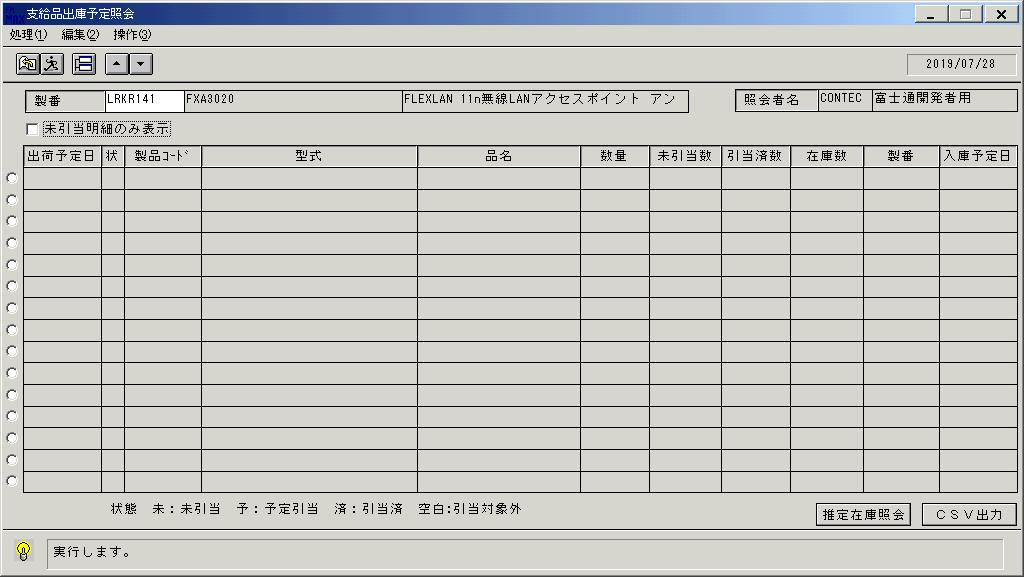 支給品出庫予定照会
処理(1) 編集(2) 操作(3)
2019/07/28
製番 LRKR141 FXA3020 FLEXLAN 11n無線LANアクセスポイント アン 照会者名 CONTEC 富士通開発者用
未引当明細のみ表示
出荷予定日 状 製品ｺｰﾄﾞ 型式 品名 数量 未引当数 引当済数 在庫数 製番 入庫予定日
状態 未：未引当 予：予定引当 済：引当済 空白:引当対象外
推定在庫照会 ＣＳＶ出力
実行します。